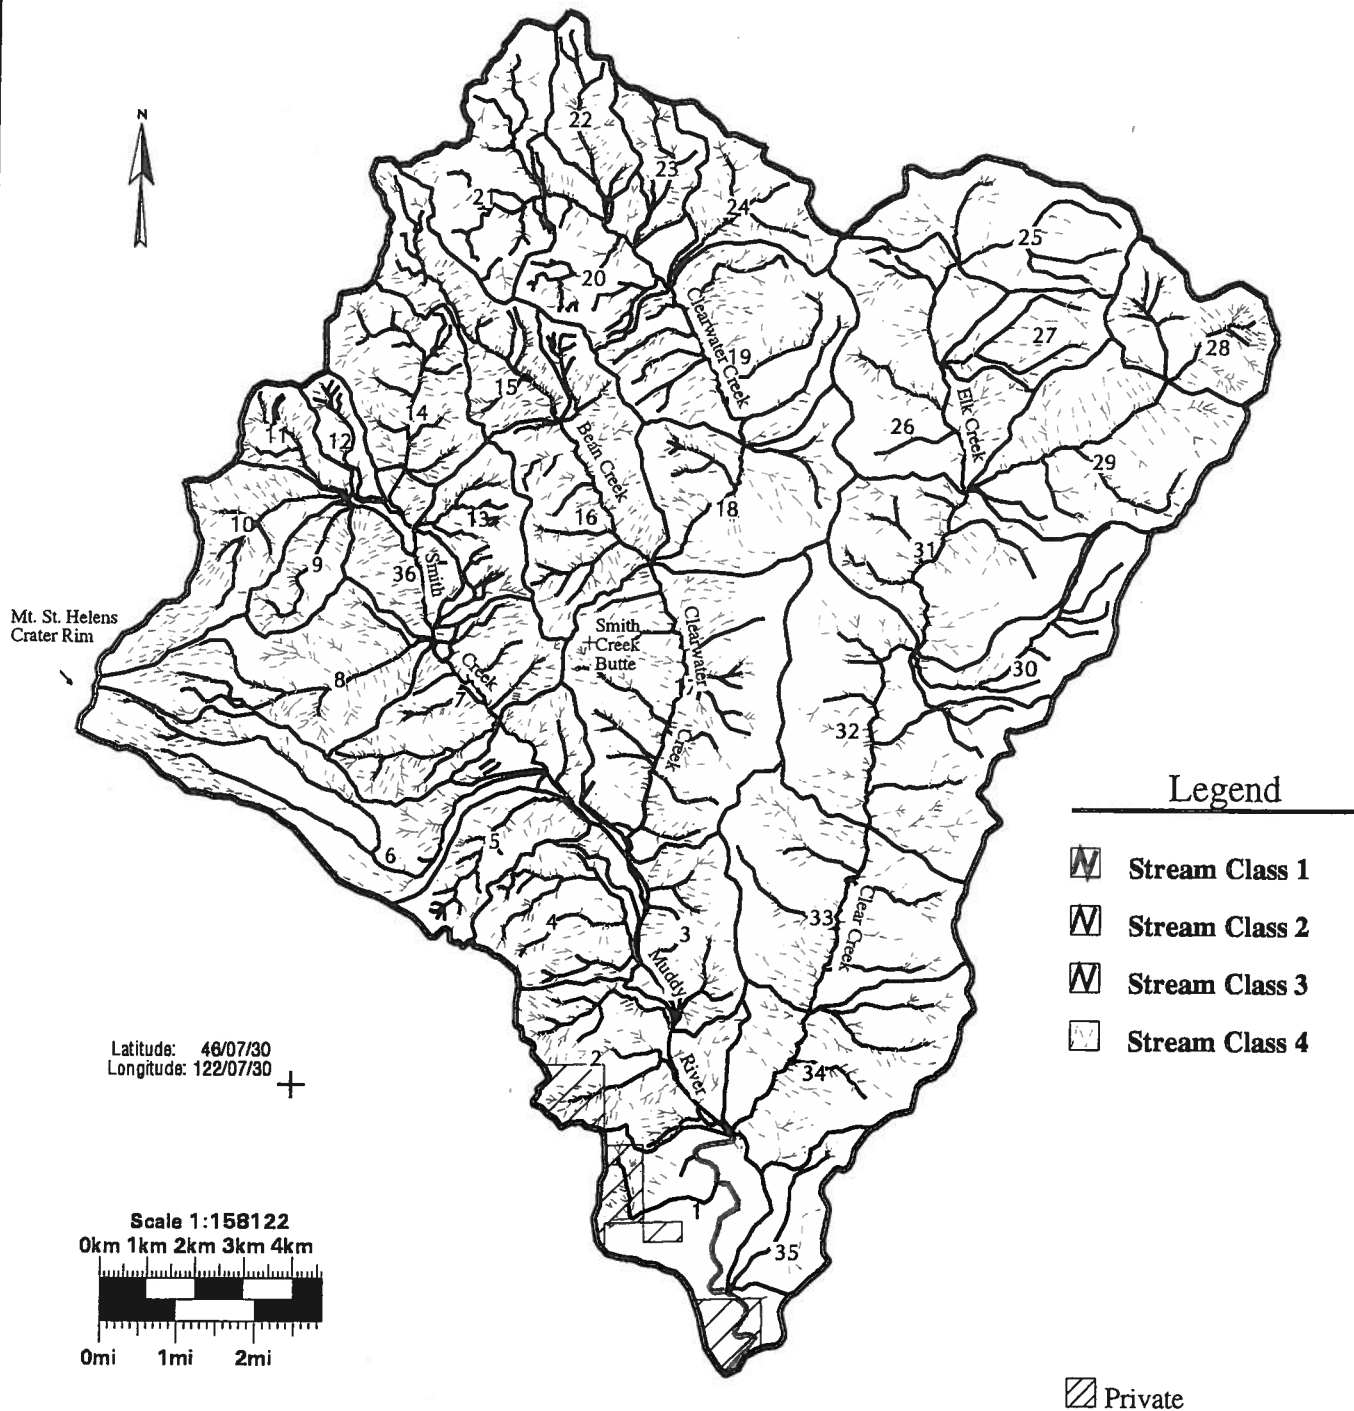 N
22
23
21
24
25
20
Clearwater Creek
19
27
28
15
14
Elk Creek
26
11
12
Bean Creek
29
10
13
16
18
31
9
36
Smith
Mt. St. Helens
Crater Rim
Smith
Creek
Butte
Clearwater
30
8
Creek
7
32
Creek
Legend
6
5
Stream Class 1
Stream Class 2
Stream Class 3
Stream Class 4
4
3
33
Clear Creek
Muddy
Latitude: 46/07/30
Longitude: 122/07/30
2
River
34
1
35
Scale 1:158122
0km 1km 2km 3km 4km
0mi 1mi 2mi
Private